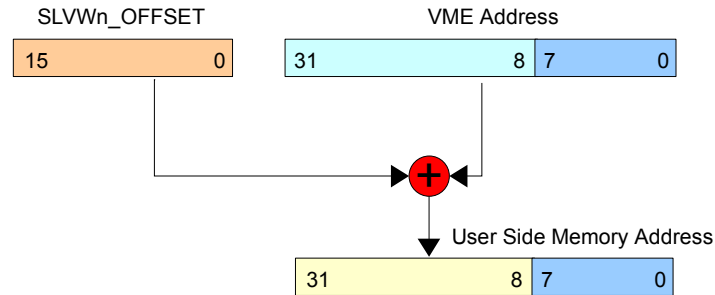 SLVWn_OFFSET VME Address
15 0 31 8 7 0
+
User Side Memory Address
31 8 7 0